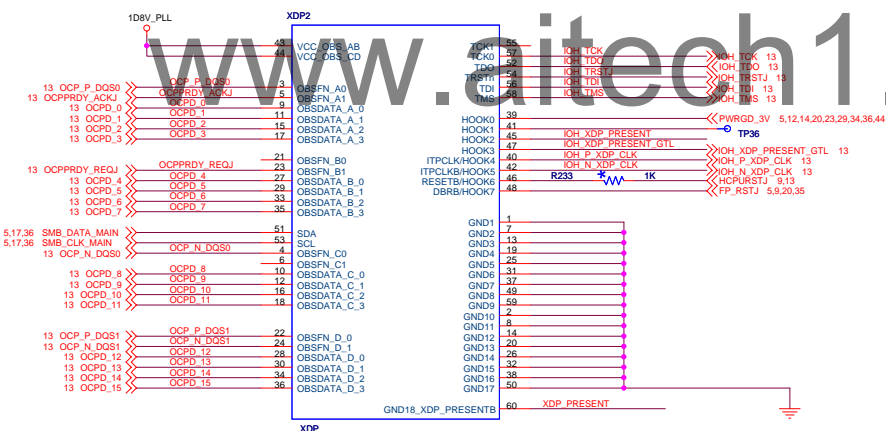 1D8V_PLL
XDP2
www.aitech1.
43 VCC_OBS_AB
44 VCC_OBS_CD
13 OCP_P_DQS0 OCP_P_DQS0 3 OBSFN_A0
13 OCPPRDY_ACKJ OCPPRDY_ACKJ 5 OBSFN_A1
13 OCPD_0 OCPD_0 9 OBSDATA_A_0
13 OCPD_1 OCPD_1 11 OBSDATA_A_1
13 OCPD_2 OCPD_2 15 OBSDATA_A_2
13 OCPD_3 OCPD_3 17 OBSDATA_A_3
21 OBSFN_B0
13 OCPPRDY_REQJ OCPPRDY_REQJ 23 OBSFN_B1
13 OCPD_4 OCPD_4 27 OBSDATA_B_0
13 OCPD_5 OCPD_5 29 OBSDATA_B_1
13 OCPD_6 OCPD_6 33 OBSDATA_B_2
13 OCPD_7 OCPD_7 35 OBSDATA_B_3
5,17,36 SMB_DATA_MAIN 51 SDA
5,17,36 SMB_CLK_MAIN 53 SCL
13 OCP_N_DQS0 OCP_N_DQS0 4 OBSFN_C0
6 OBSFN_C1
13 OCPD_8 OCPD_8 10 OBSDATA_C_0
13 OCPD_9 OCPD_9 12 OBSDATA_C_1
13 OCPD_10 OCPD_10 16 OBSDATA_C_2
13 OCPD_11 OCPD_11 18 OBSDATA_C_3
13 OCP_P_DQS1 OCP_P_DQS1 22 OBSFN_D_0
13 OCP_N_DQS1 OCP_N_DQS1 24 OBSFN_D_1
13 OCPD_12 OCPD_12 28 OBSDATA_D_0
13 OCPD_13 OCPD_13 30 OBSDATA_D_1
13 OCPD_14 OCPD_14 34 OBSDATA_D_2
13 OCPD_15 OCPD_15 36 OBSDATA_D_3
TCK1 55
TCK0 57 IOH_TCK IOH_TCK 13
TDO 52 IOH_TDO IOH_TDO 13
TRSTn 54 IOH_TRSTJ IOH_TRSTJ 13
TDI 56 IOH_TDI IOH_TDI 13
TMS 58 IOH_TMS IOH_TMS 13
HOOK0 39 PWRGD_3V 5,12,14,20,23,29,34,36,44
HOOK1 41 TP36
HOOK2 45 IOH_XDP_PRESENT
HOOK3 47 IOH_XDP_PRESENT_GTL IOH_XDP_PRESENT_GTL 13
ITPCLK/HOOK4 40 IOH_P_XDP_CLK IOH_P_XDP_CLK 13
ITPCLKB/HOOK5 42 IOH_N_XDP_CLK IOH_N_XDP_CLK 13
RESETB/HOOK6 46 R233 * 1K HCPURSTJ 9,13
DBRB/HOOK7 48 FP_RSTJ 5,9,20,35
GND1 1
GND2 7
GND3 13
GND4 19
GND5 25
GND6 31
GND7 37
GND8 49
GND9 59
GND10 2
GND11 8
GND12 14
GND13 20
GND14 26
GND15 32
GND16 38
GND17 50
GND18_XDP_PRESENTB 60 XDP_PRESENT
XDP